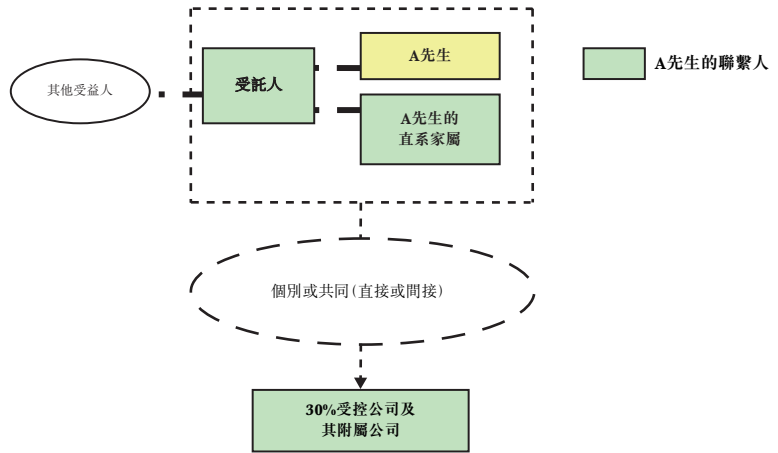 A先生
A先生的聯繫人
受託人
其他受益人
A先生的
直系家屬
個別或共同(直接或間接)
30%受控公司及
其附屬公司